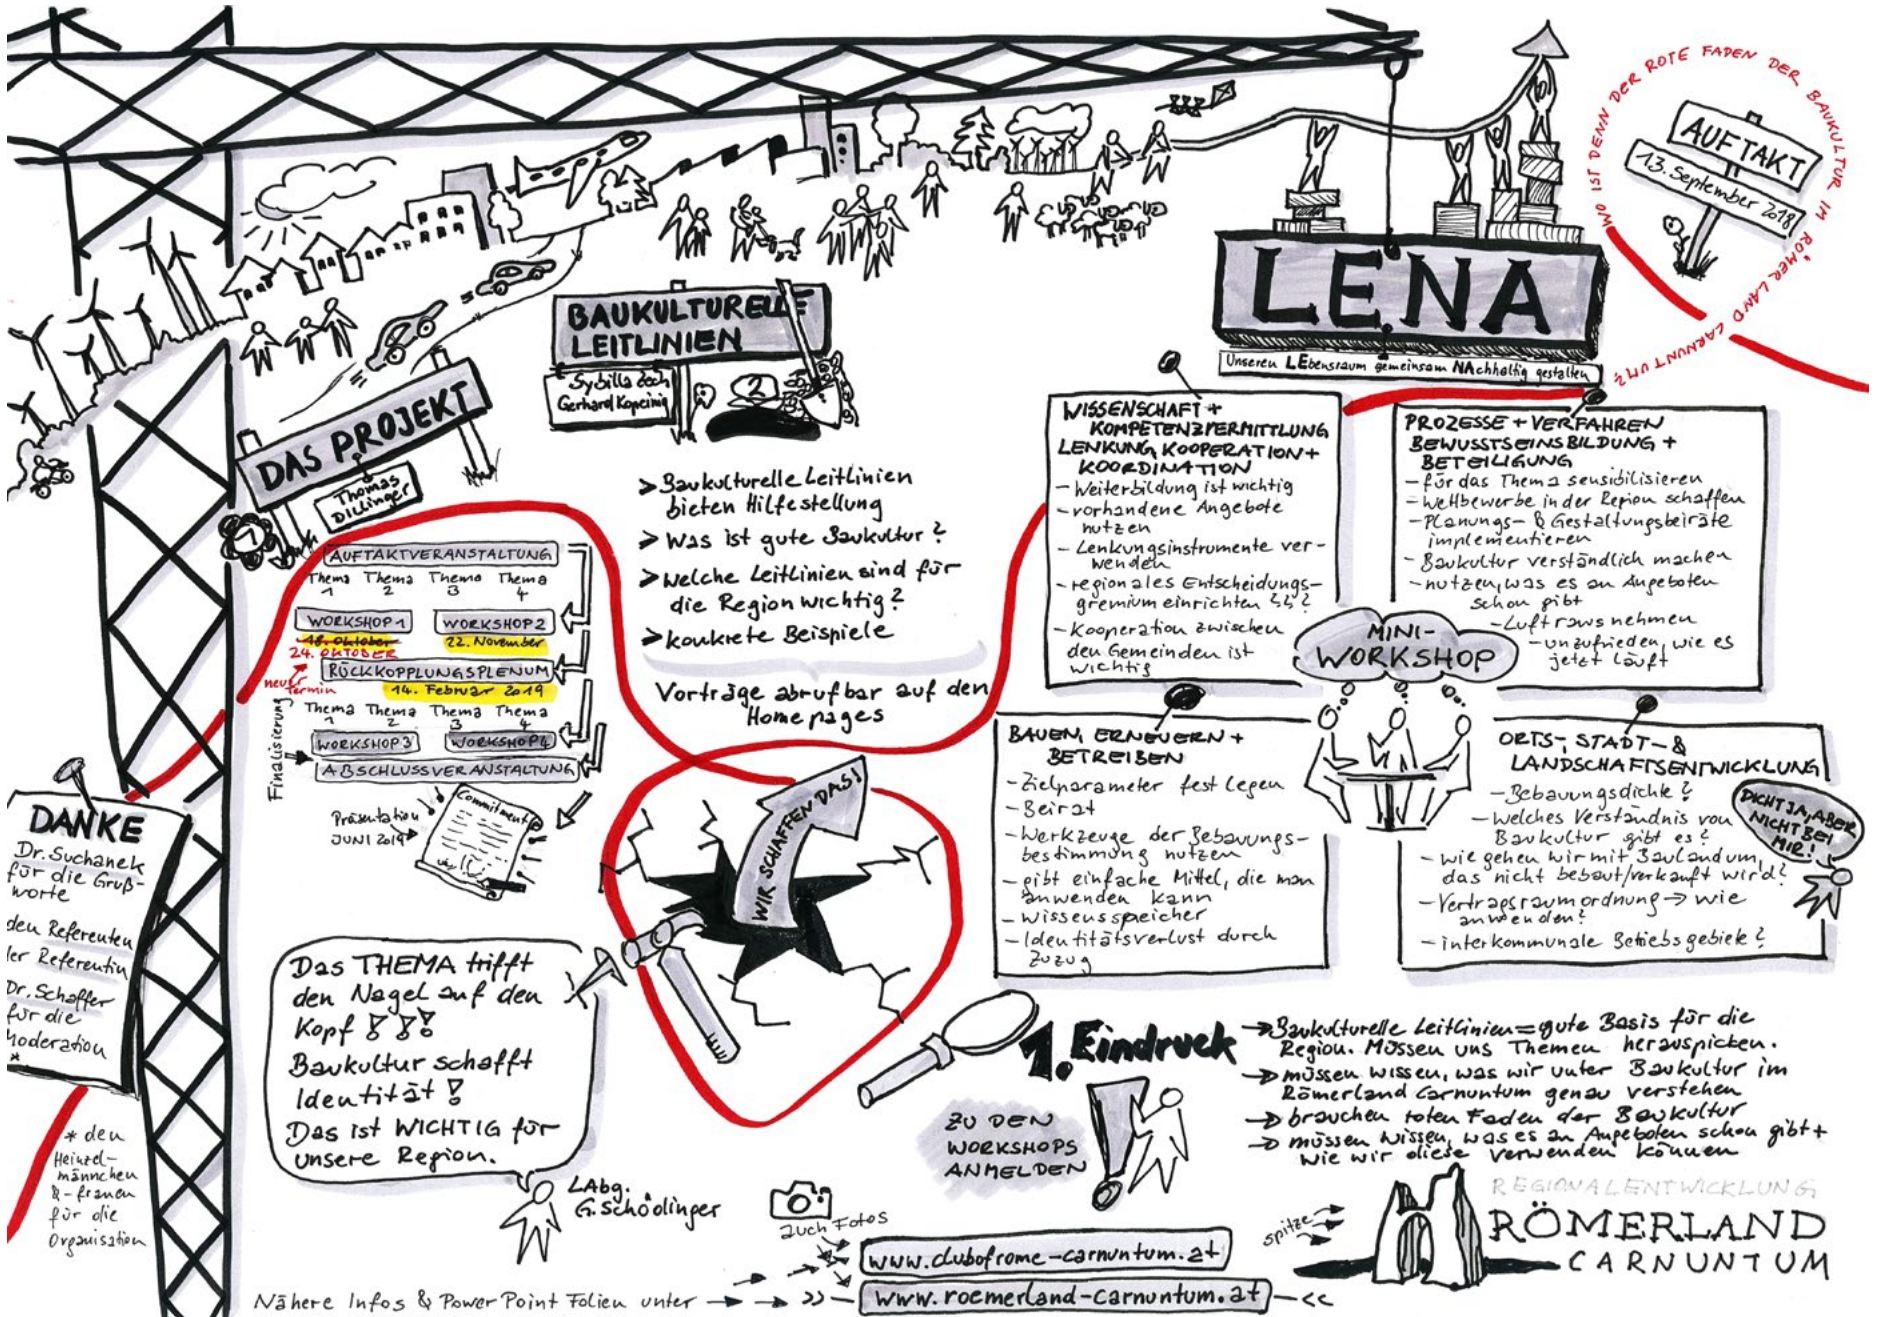 WO IST DENN DER ROTE FADEN DER BAUKULTUR IM RÖMERLAND CARNUNTUM?
AUFTAKT
13. September 2018
LENA
Unseren LEbensraum gemeinsam NAchhaltig gestalten
BAUKULTURELLE
LEITLINIEN
Sybilla Zech
Gerhard Kopeinig
2
DAS PROJEKT
Thomas
Dillinger
1
AUFTAKTVERANSTALTUNG
Thema 1 Thema 2 Thema 3 Thema 4
WORKSHOP 1 WORKSHOP 2
18. Oktober 22. November
24. OKTOBER
neuer Termin
RÜCKKOPPLUNGSPLENUM
14. Februar 2019
Thema 1 Thema 2 Thema 3 Thema 4
Finalisierung
WORKSHOP 3 WORKSHOP 4
ABSCHLUSSVERANSTALTUNG
Präsentation
JUNI 2019
Commitment
> Baukulturelle Leitlinien
bieten Hilfestellung
> Was ist gute Baukultur?
> Welche Leitlinien sind für
die Region wichtig?
> konkrete Beispiele
Vorträge abrufbar auf den
Homepages
WISSENSCHAFT +
KOMPETENZVERMITTLUNG
LENKUNG, KOOPERATION +
KOORDINATION
- Weiterbildung ist wichtig
- vorhandene Angebote
nutzen
- Lenkungsinstrumente ver-
wenden
- regionales Entscheidungs-
gremium einrichten ???
- Kooperation zwischen
den Gemeinden ist
wichtig
PROZESSE + VERFAHREN
BEWUSSTSEINSBILDUNG +
BETEILIGUNG
- für das Thema sensibilisieren
- Wettbewerbe in der Region schaffen
- Planungs- & Gestaltungsbeiräte
implementieren
- Baukultur verständlich machen
- nutzen, was es an Angeboten
schon gibt
- Luft raus nehmen
- unzufrieden, wie es
jetzt läuft
MINI-
WORKSHOP
BAUEN, ERNEUERN +
BETREIBEN
- Zielparameter fest legen
- Beirat
- Werkzeuge der Bebauungs-
bestimmung nutzen
- gibt einfache Mittel, die man
anwenden kann
- Wissensspeicher
- Identitätsverlust durch
Zuzug
ORTS-, STADT- &
LANDSCHAFTSENTWICKLUNG
- Bebauungsdichte?
- welches Verständnis von
Baukultur gibt es?
- wie gehen wir mit Bauland um,
das nicht bebaut/verkauft wird?
- Vertragsraumordnung → wie
anwenden?
- interkommunale Betriebsgebiete?
DICHT JA, ABER
NICHT BEI
MIR!
WIR SCHAFFEN DAS!
DANKE
Dr. Suchanek
für die Gruß-
worte
den Referenten
der Referentin
Dr. Schaffer
für die
Moderation
*
* den
Heinzel-
männchen
& -frauen
für die
Organisation
Das THEMA trifft
den Nagel auf den
Kopf !!!
Baukultur schafft
Identität!
Das ist WICHTIG für
unsere Region.
LAbg.
G. Schödinger
1. Eindruck
→ Baukulturelle Leitlinien = gute Basis für die
Region. Müssen uns Themen herauspicken.
→ müssen wissen, was wir unter Baukultur im
Römerland Carnuntum genau verstehen
→ brauchen roten Faden der Baukultur
→ müssen wissen, was es an Angeboten schon gibt +
wie wir diese verwenden können
ZU DEN
WORKSHOPS
ANMELDEN
auch Fotos
www.clubofrome-carnuntum.at
Nähere Infos & PowerPoint Folien unter → → → >> — www.roemerland-carnuntum.at — <<
spitze
REGIONALENTWICKLUNG
RÖMERLAND
CARNUNTUM